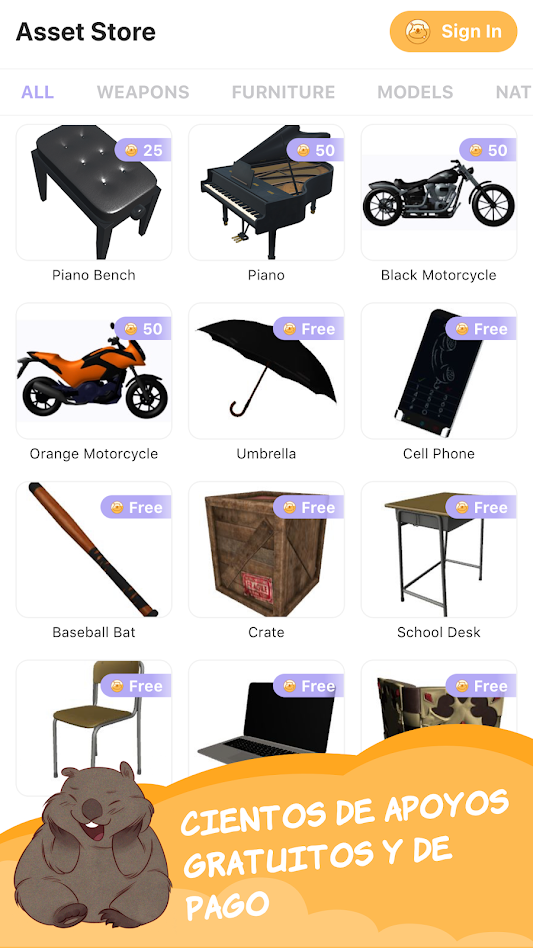 Asset Store
Sign In
ALL WEAPONS FURNITURE MODELS NAT
25 50 50
Piano Bench Piano Black Motorcycle
50 Free Free
Orange Motorcycle Umbrella Cell Phone
Free Free Free
Baseball Bat Crate School Desk
Free Free Free
CIENTOS DE APOYOS
GRATUITOS Y DE
PAGO